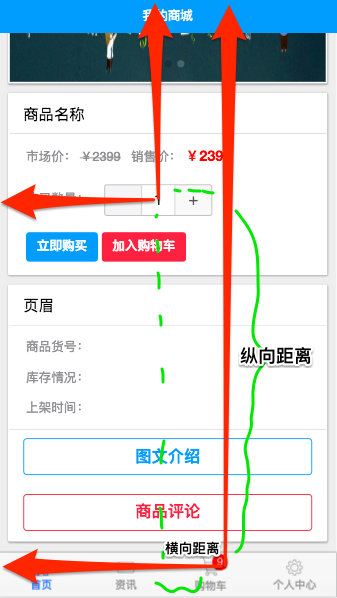 我的商城
商品名称
市场价： ￥2399 销售价： ￥239
数量：
1 +
立即购买 加入购物车
页眉
商品货号：
库存情况：
上架时间：
纵向距离
图文介绍
商品评论
横向距离
9
首页 资讯 购物车 个人中心